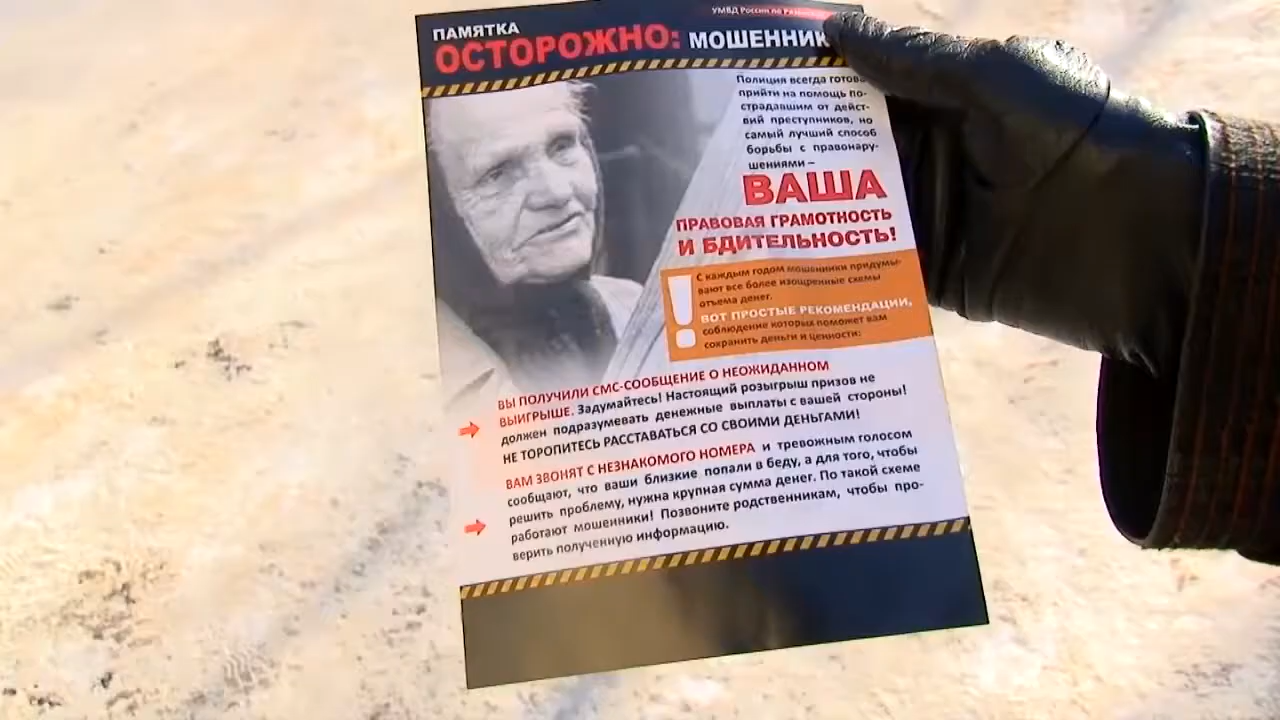 УМВД России по
ПАМЯТКА
ОСТОРОЖНО: МОШЕННИК
Полиция всегда готова
прийти на помощь по-
страдавшим от дейст-
вий преступников, но
самый лучший способ
борьбы с правонару-
шениями –
ВАША
ПРАВОВАЯ ГРАМОТНОСТЬ
И БДИТЕЛЬНОСТЬ!
С каждым годом мошенники придумы-
вают все более изощренные схемы
отъема денег.
ВОТ ПРОСТЫЕ РЕКОМЕНДАЦИИ,
соблюдение которых поможет вам
сохранить деньги и ценности:
ВЫ ПОЛУЧИЛИ СМС-СООБЩЕНИЕ О НЕОЖИДАННОМ
ВЫИГРЫШЕ. Задумайтесь! Настоящий розыгрыш призов не
должен подразумевать денежные выплаты с вашей стороны!
НЕ ТОРОПИТЕСЬ РАССТАВАТЬСЯ СО СВОИМИ ДЕНЬГАМИ!
ВАМ ЗВОНЯТ С НЕЗНАКОМОГО НОМЕРА и тревожным голосом
сообщают, что ваши близкие попали в беду, а для того, чтобы
решить проблему, нужна крупная сумма денег. По такой схеме
работают мошенники! Позвоните родственникам, чтобы про-
верить полученную информацию.